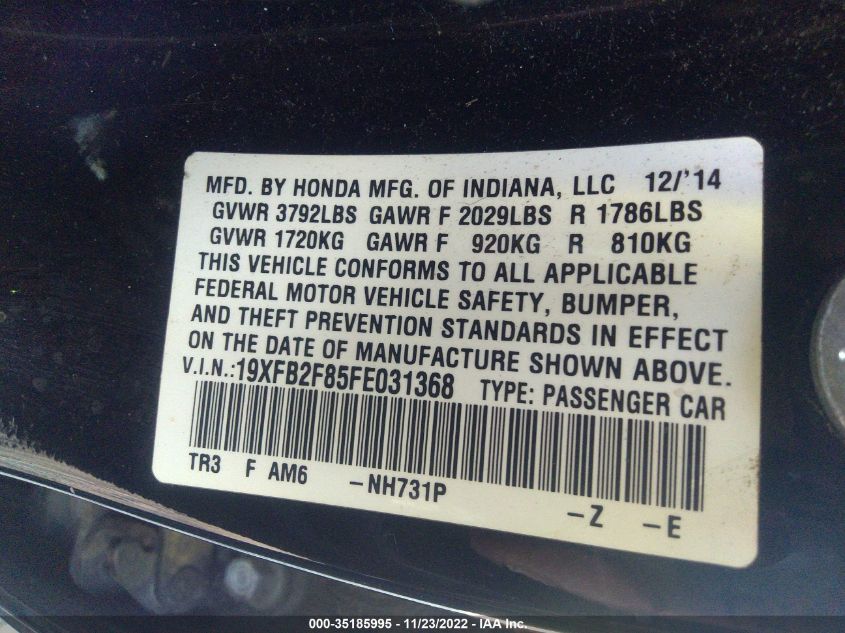 MFD. BY HONDA MFG. OF INDIANA, LLC 12/'14
GVWR 3792LBS GAWR F 2029LBS R 1786LBS
GVWR 1720KG GAWR F 920KG R 810KG
THIS VEHICLE CONFORMS TO ALL APPLICABLE
FEDERAL MOTOR VEHICLE SAFETY, BUMPER,
AND THEFT PREVENTION STANDARDS IN EFFECT
ON THE DATE OF MANUFACTURE SHOWN ABOVE.
V.I.N.:19XFB2F85FE031368 TYPE: PASSENGER CAR
TR3 F AM6 -NH731P -Z -E
000-35185995 - 11/23/2022 - IAA Inc.